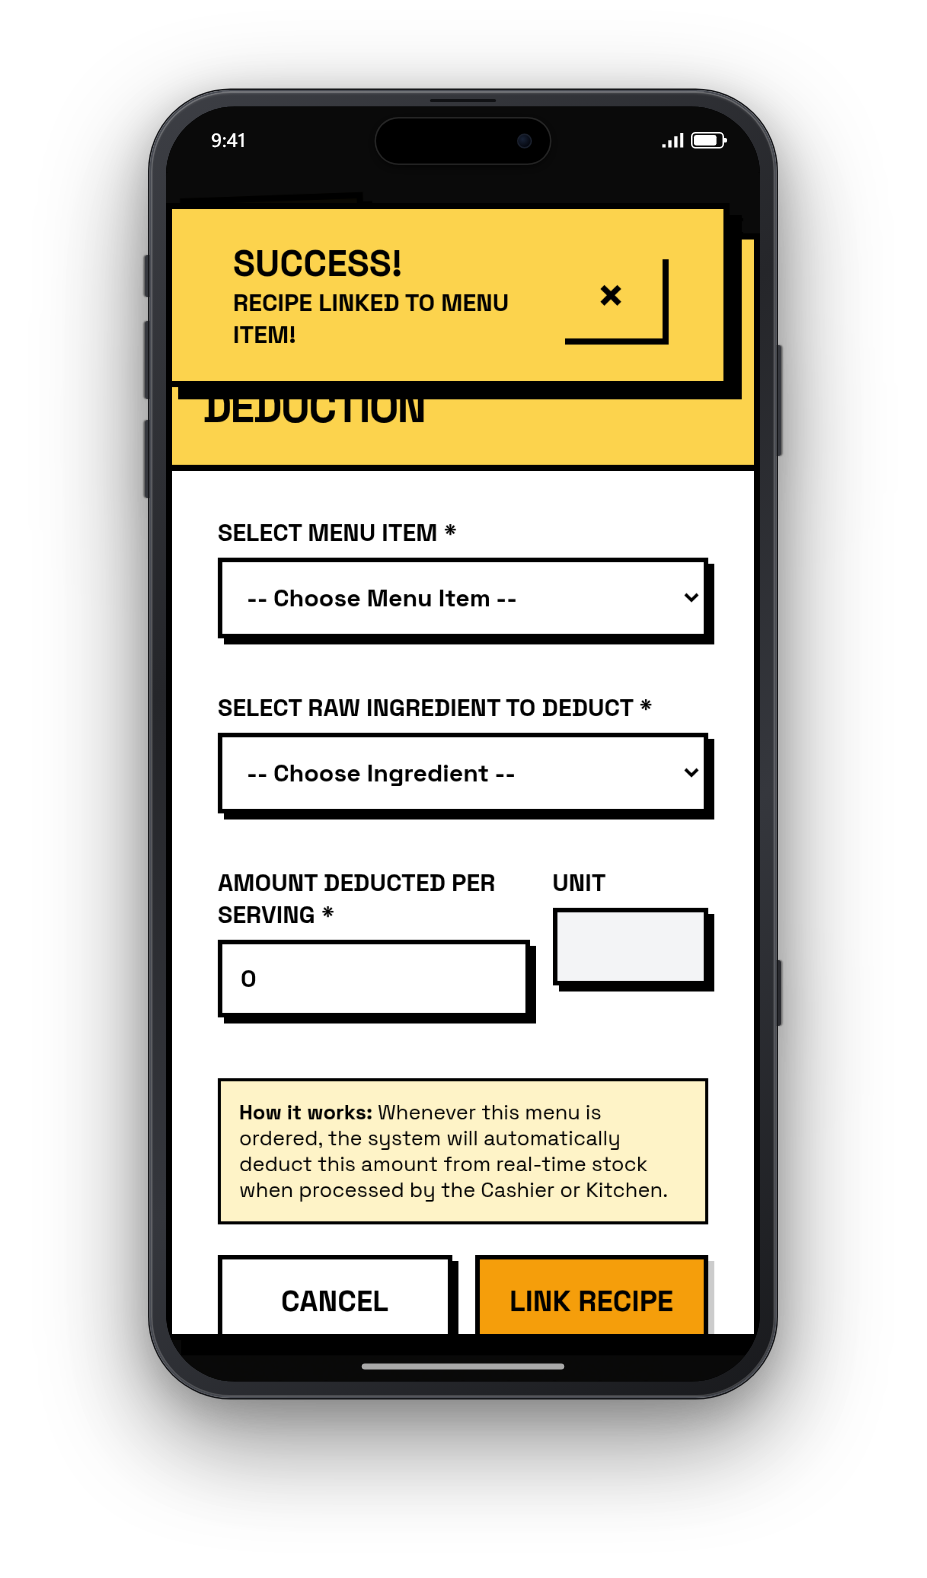 9:41
SUCCESS!
RECIPE LINKED TO MENU
ITEM!
×
DEDUCTION
SELECT MENU ITEM *
-- Choose Menu Item --
SELECT RAW INGREDIENT TO DEDUCT *
-- Choose Ingredient --
AMOUNT DEDUCTED PER
SERVING *
UNIT
0
How it works: Whenever this menu is
ordered, the system will automatically
deduct this amount from real-time stock
when processed by the Cashier or Kitchen.
CANCEL
LINK RECIPE